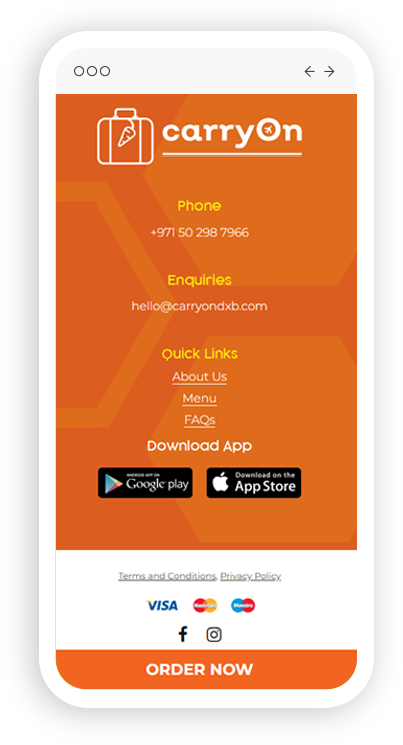 carryOn
Phone
+971 50 298 7966
Enquiries
hello@carryondxb.com
Quick Links
About Us
Menu
FAQs
Download App
ANDROID APP ON
Google play
Download on the
App Store
Terms and Conditions, Privacy Policy
VISA MasterCard Maestro
ORDER NOW